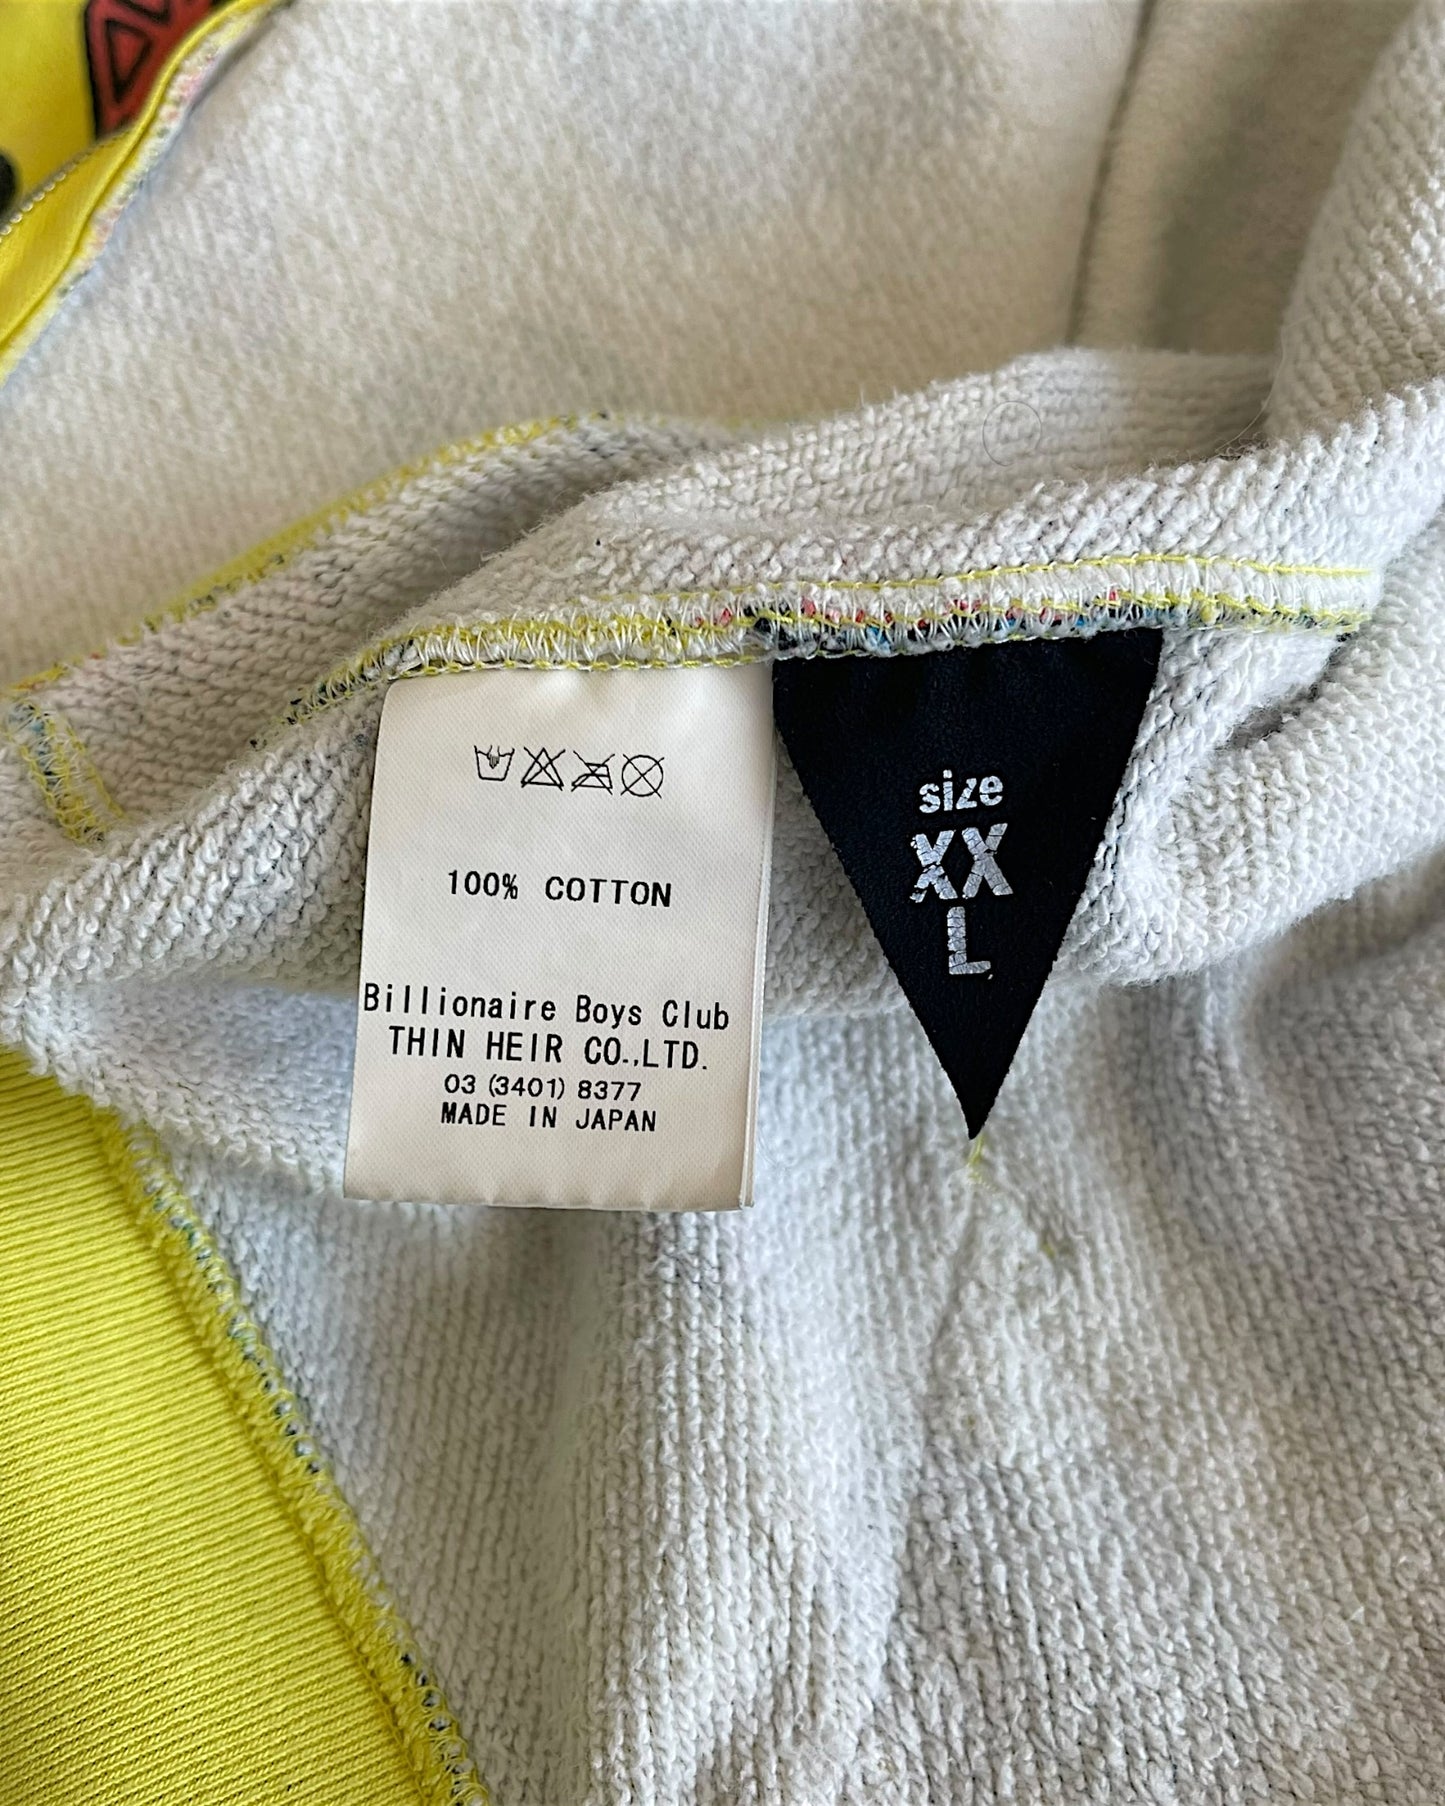 100% COTTON
Billionaire Boys Club
THIN HEIR CO.,LTD.
03 (3401) 8377
MADE IN JAPAN
size
XX
L